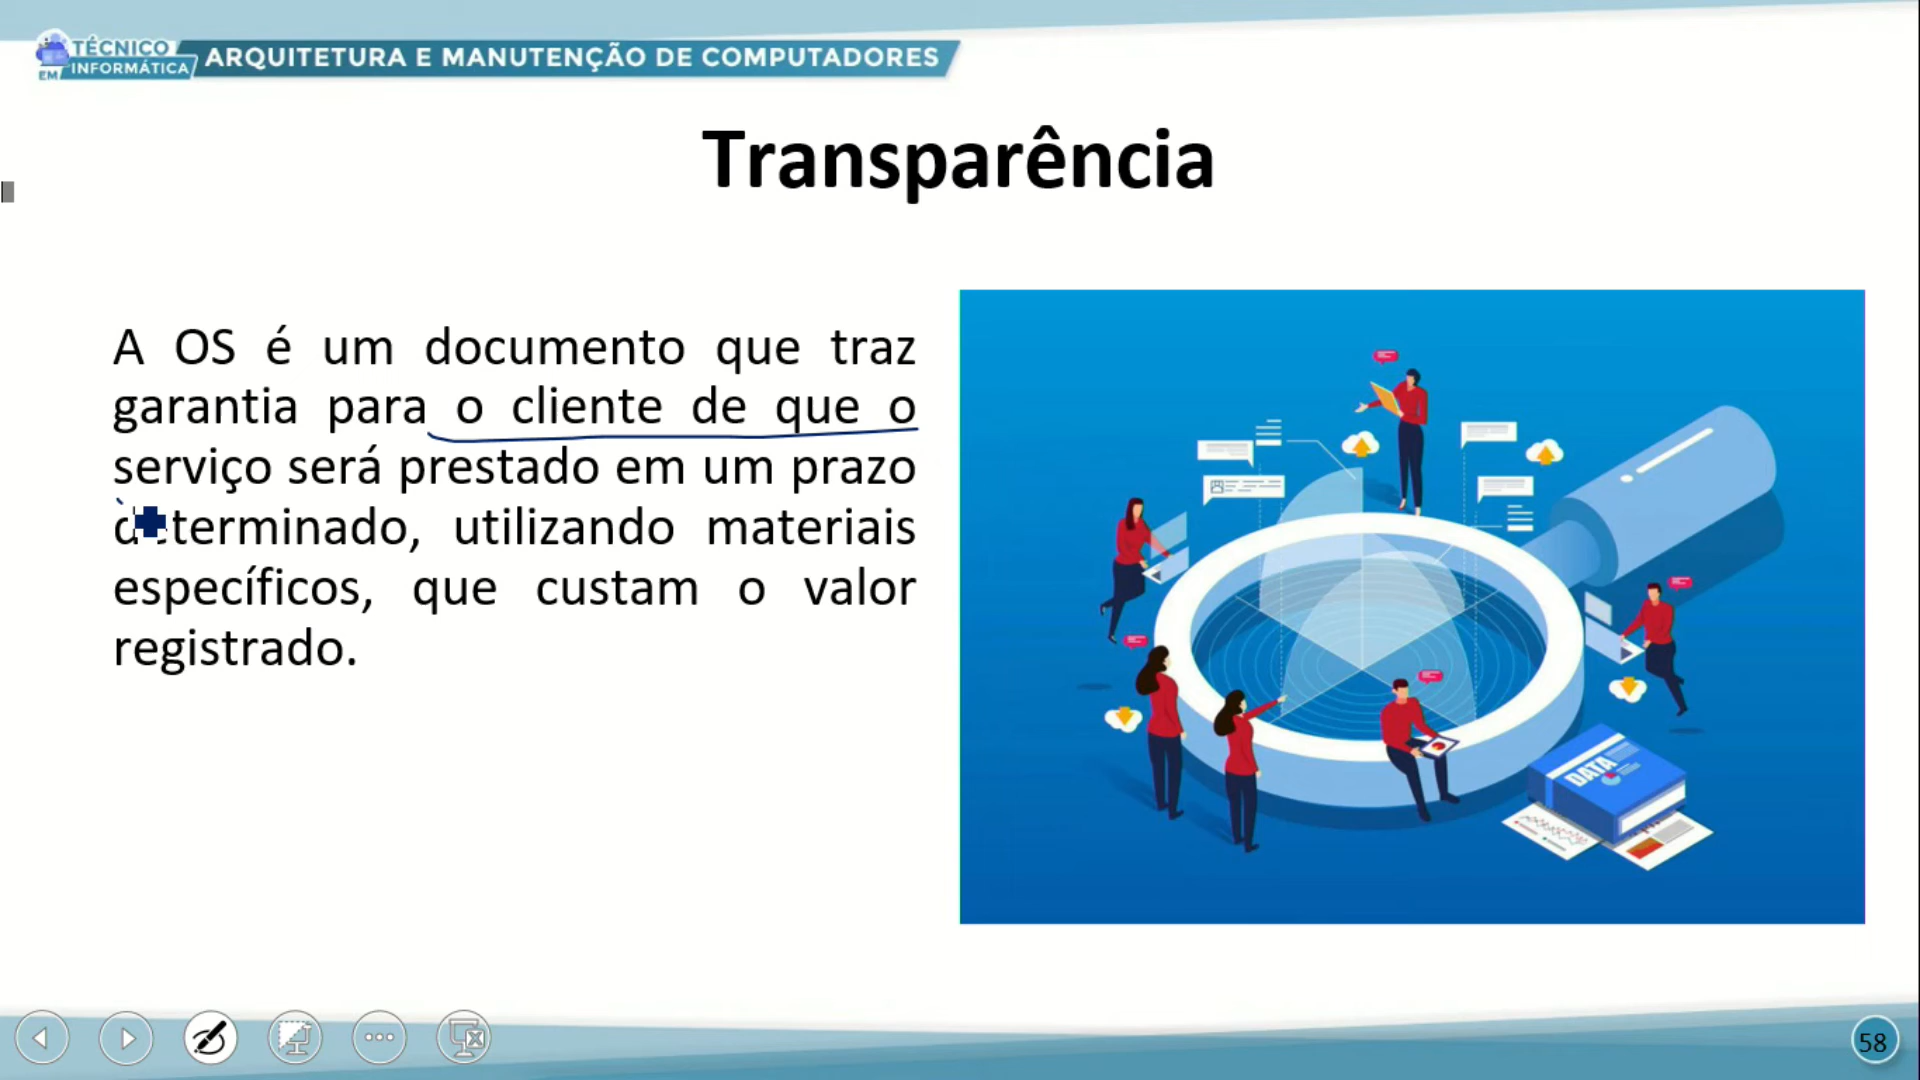 TÉCNICO
EM INFORMÁTICA
ARQUITETURA E MANUTENÇÃO DE COMPUTADORES
Transparência
A OS é um documento que traz
garantia para o cliente de que o
serviço será prestado em um prazo
determinado, utilizando materiais
específicos, que custam o valor
registrado.
DATA
58